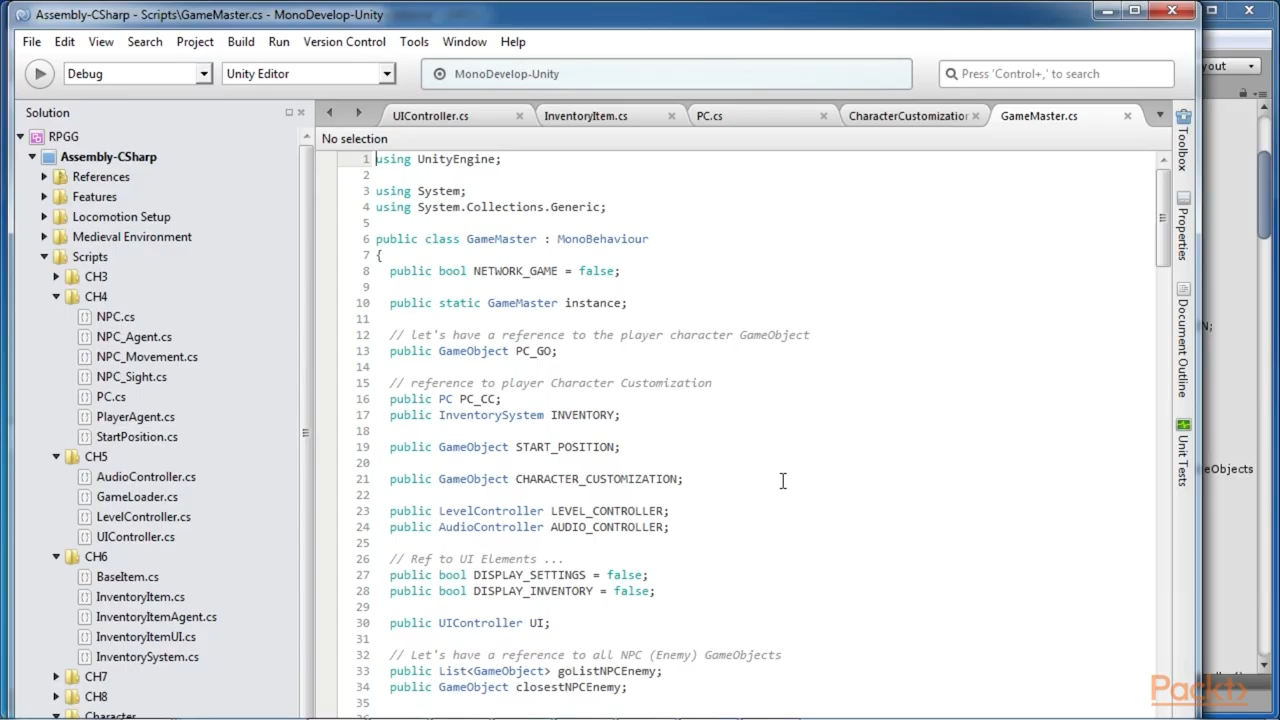 Assembly-CSharp - Scripts\GameMaster.cs - MonoDevelop-Unity
File Edit View Search Project Build Run Version Control Tools Window Help
Debug Unity Editor MonoDevelop-Unity Press 'Control+,' to search
yout
Solution
RPGG
Assembly-CSharp
References
Features
Locomotion Setup
Medieval Environment
Scripts
CH3
CH4
NPC.cs
NPC_Agent.cs
NPC_Movement.cs
NPC_Sight.cs
PC.cs
PlayerAgent.cs
StartPosition.cs
CH5
AudioController.cs
GameLoader.cs
LevelController.cs
UIController.cs
CH6
BaseItem.cs
InventoryItem.cs
InventoryItemAgent.cs
InventoryItemUI.cs
InventorySystem.cs
CH7
CH8
Character
UIController.cs InventoryItem.cs PC.cs CharacterCustomization GameMaster.cs
No selection
1 using UnityEngine;
2
3 using System;
4 using System.Collections.Generic;
5
6 public class GameMaster : MonoBehaviour
7 {
8 public bool NETWORK_GAME = false;
9
10 public static GameMaster instance;
11
12 // let's have a reference to the player character GameObject
13 public GameObject PC_GO;
14
15 // reference to player Character Customization
16 public PC PC_CC;
17 public InventorySystem INVENTORY;
18
19 public GameObject START_POSITION;
20
21 public GameObject CHARACTER_CUSTOMIZATION;
22
23 public LevelController LEVEL_CONTROLLER;
24 public AudioController AUDIO_CONTROLLER;
25
26 // Ref to UI Elements ...
27 public bool DISPLAY_SETTINGS = false;
28 public bool DISPLAY_INVENTORY = false;
29
30 public UIController UI;
31
32 // Let's have a reference to all NPC (Enemy) GameObjects
33 public List<GameObject> goListNPCEnemy;
34 public GameObject closestNPCEnemy;
35
Toolbox
Properties
Document Outline
Unit Tests
N;
eObjects
Packt>